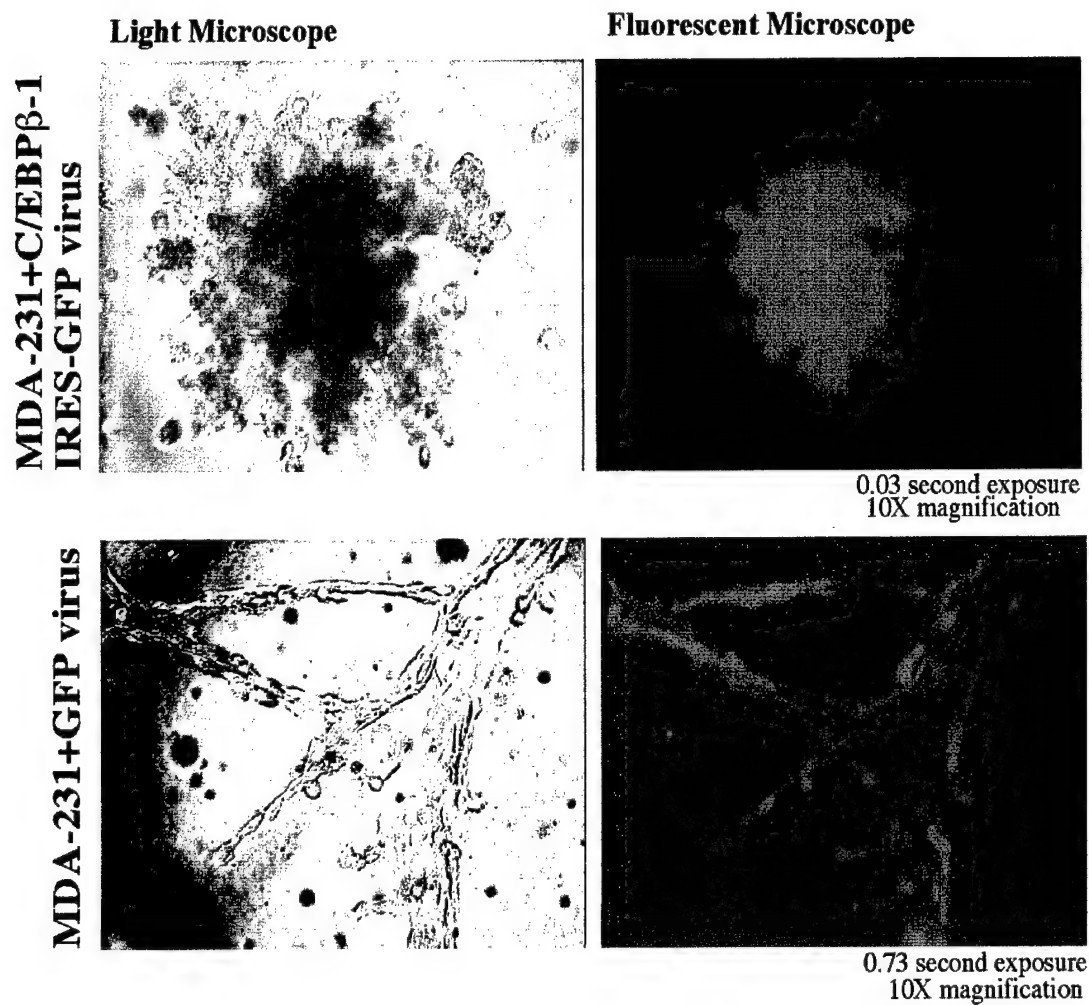 Light Microscope
Fluorescent Microscope
MDA-231+C/EBPβ-1
IRES-GFP virus
0.03 second exposure
10X magnification
MDA-231+GFP virus
0.73 second exposure
10X magnification